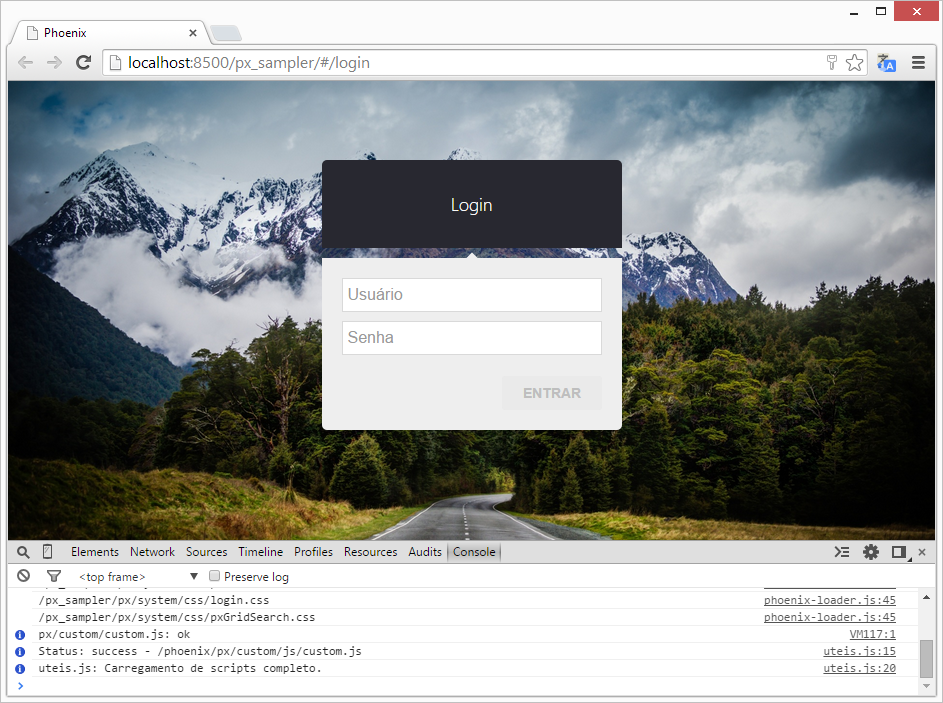 Phoenix
localhost:8500/px_sampler/#/login
Login
Usuário
Senha
ENTRAR
Elements Network Sources Timeline Profiles Resources Audits Console
<top frame> Preserve log
/px_sampler/px/system/css/login.css phoenix-loader.js:45
/px_sampler/px/system/css/pxGridSearch.css phoenix-loader.js:45
px/custom/custom.js: ok VM117:1
Status: success - /phoenix/px/custom/js/custom.js uteis.js:15
uteis.js: Carregamento de scripts completo. uteis.js:20